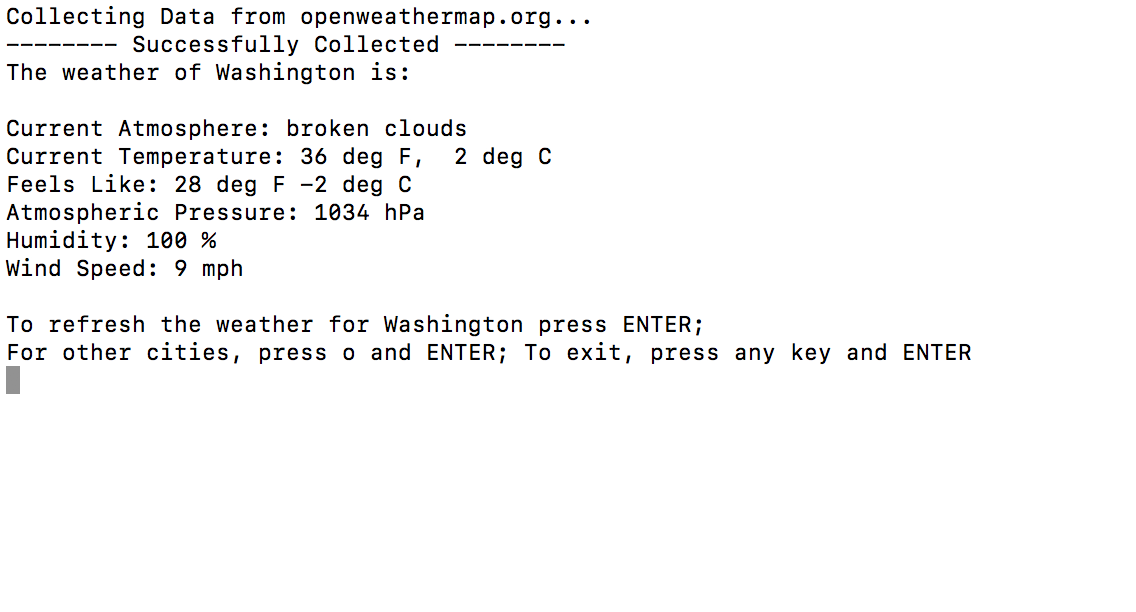 Collecting Data from openweathermap.org...
-------- Successfully Collected --------
The weather of Washington is:
Current Atmosphere: broken clouds
Current Temperature: 36 deg F,  2 deg C
Feels Like: 28 deg F -2 deg C
Atmospheric Pressure: 1034 hPa
Humidity: 100 %
Wind Speed: 9 mph
To refresh the weather for Washington press ENTER;
For other cities, press o and ENTER; To exit, press any key and ENTER